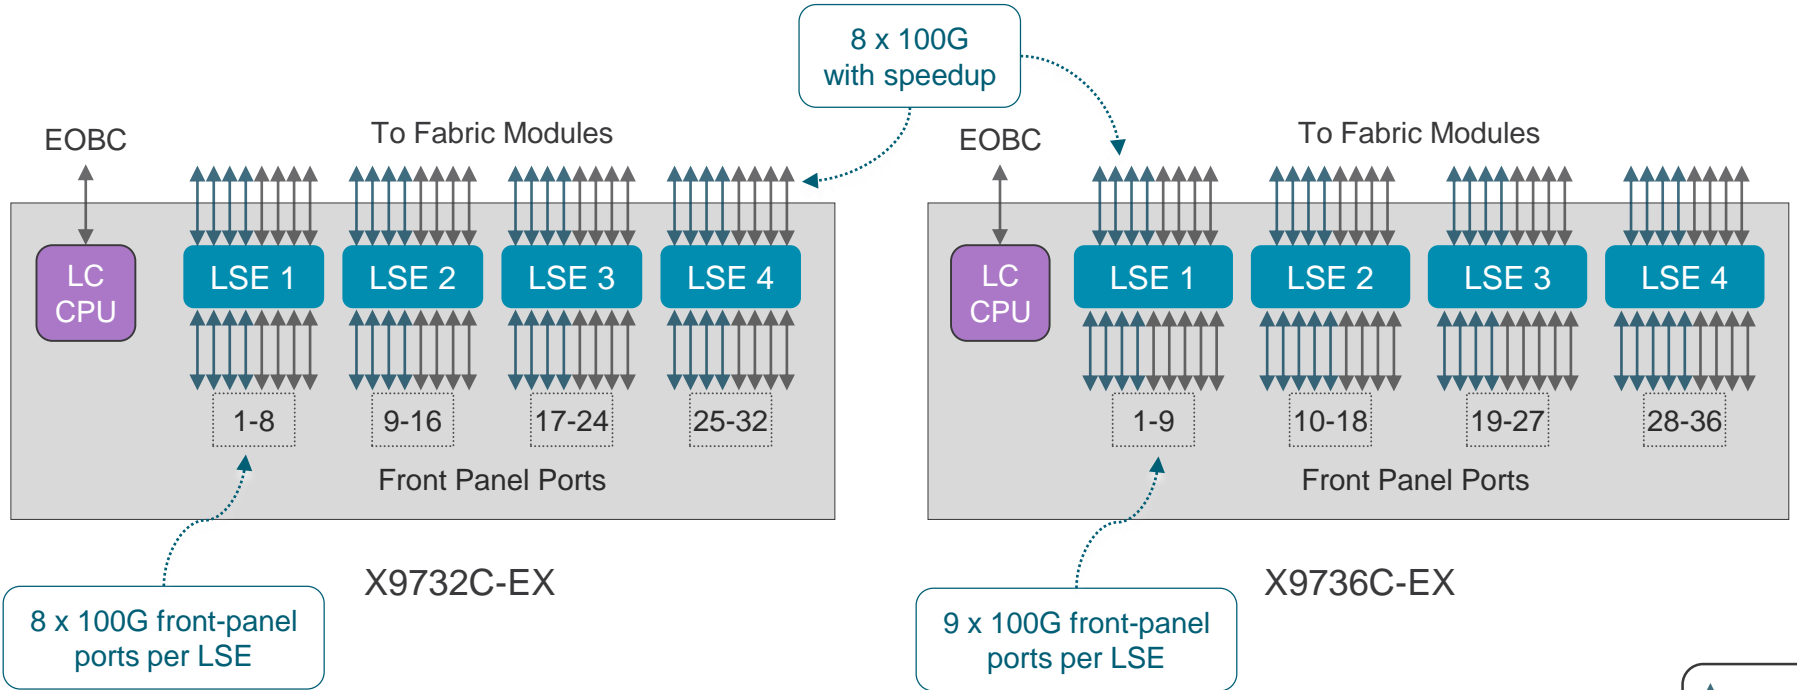 8 x 100G
with speedup
EOBC
To Fabric Modules
LC
CPU
LSE 1
LSE 2
LSE 3
LSE 4
1-8
9-16
17-24
25-32
Front Panel Ports
8 x 100G front-panel
ports per LSE
X9732C-EX
EOBC
To Fabric Modules
LC
CPU
LSE 1
LSE 2
LSE 3
LSE 4
1-9
10-18
19-27
28-36
Front Panel Ports
9 x 100G front-panel
ports per LSE
X9736C-EX